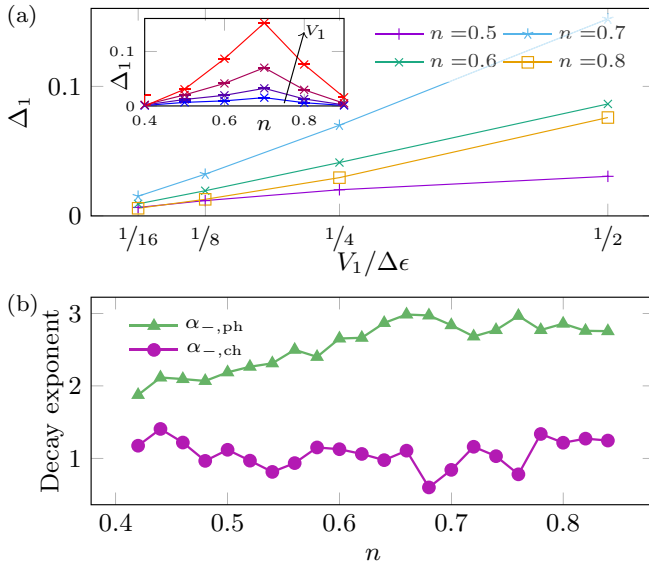 (a)
Δ₁
0.1
0
Δ₁
0.1
0
V₁
0.4 0.6 0.8
n
n = 0.5 n = 0.7
n = 0.6 n = 0.8
1/16 1/8 1/4 1/2
V₁/Δϵ
(b)
Decay exponent
3
2
1
α₋,ph
α₋,ch
0.4 0.5 0.6 0.7 0.8
n